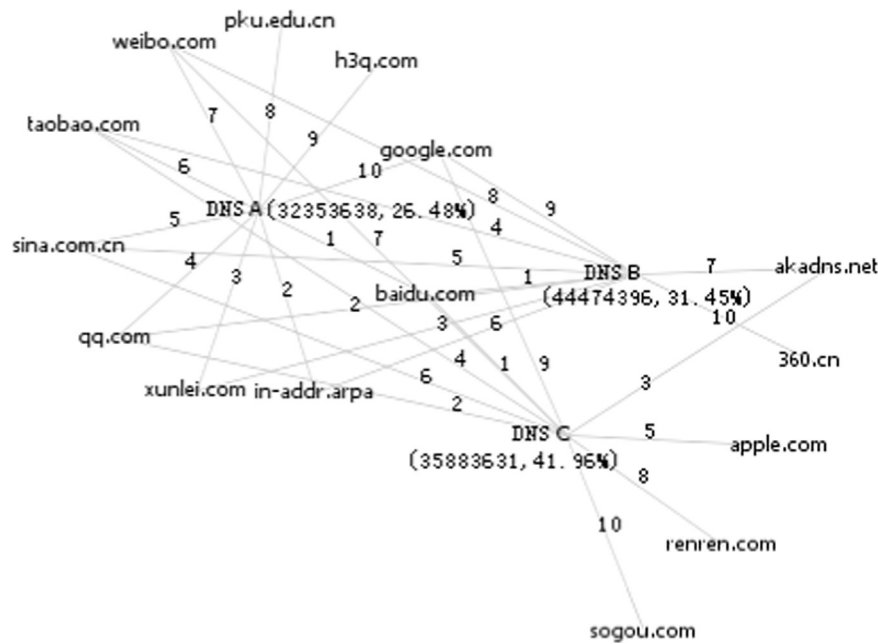 pku.edu.cn
weibo.com
h3q.com
7
8
9
taobao.com
google.com
6
10
8
9
DNS A(32353638, 26.48%)
5
4
1
7
sina.com.cn
5
4
3
2
1
DNS B
7
akadns.net
baidu.com
(44474396, 31.45%)
2
10
3
6
qq.com
4
1
9
360.cn
xunlei.com
in-addr.arpa
6
3
2
DNS C
5
apple.com
(35883631, 41.96%)
8
10
renren.com
sogou.com